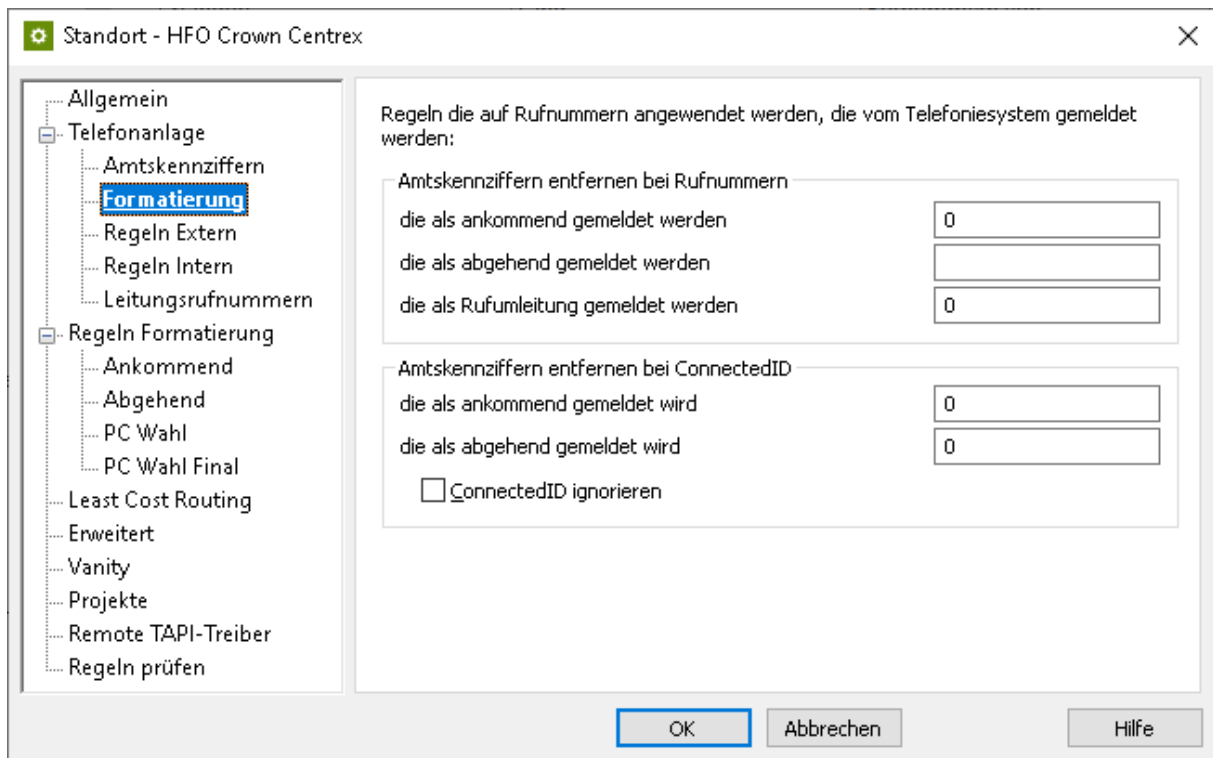 Standort - HFO Crown Centrex
Allgemein
Telefonanlage
Amtskennziffern
Formatierung
Regeln Extern
Regeln Intern
Leitungsrufnummern
Regeln Formatierung
Ankommend
Abgehend
PC Wahl
PC Wahl Final
Least Cost Routing
Erweitert
Vanity
Projekte
Remote TAPI-Treiber
Regeln prüfen
Regeln die auf Rufnummern angewendet werden, die vom Telefoniesystem gemeldet
werden:
Amtskennziffern entfernen bei Rufnummern
die als ankommend gemeldet werden 0
die als abgehend gemeldet werden
die als Rufumleitung gemeldet werden 0
Amtskennziffern entfernen bei ConnectedID
die als ankommend gemeldet wird 0
die als abgehend gemeldet wird 0
ConnectedID ignorieren
OK Abbrechen Hilfe